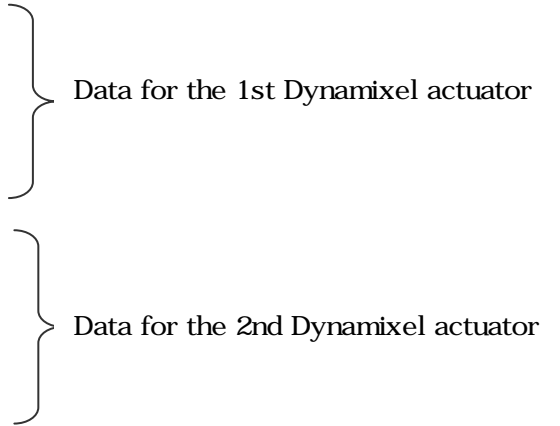 Data for the 1st Dynamixel actuator
Data for the 2nd Dynamixel actuator